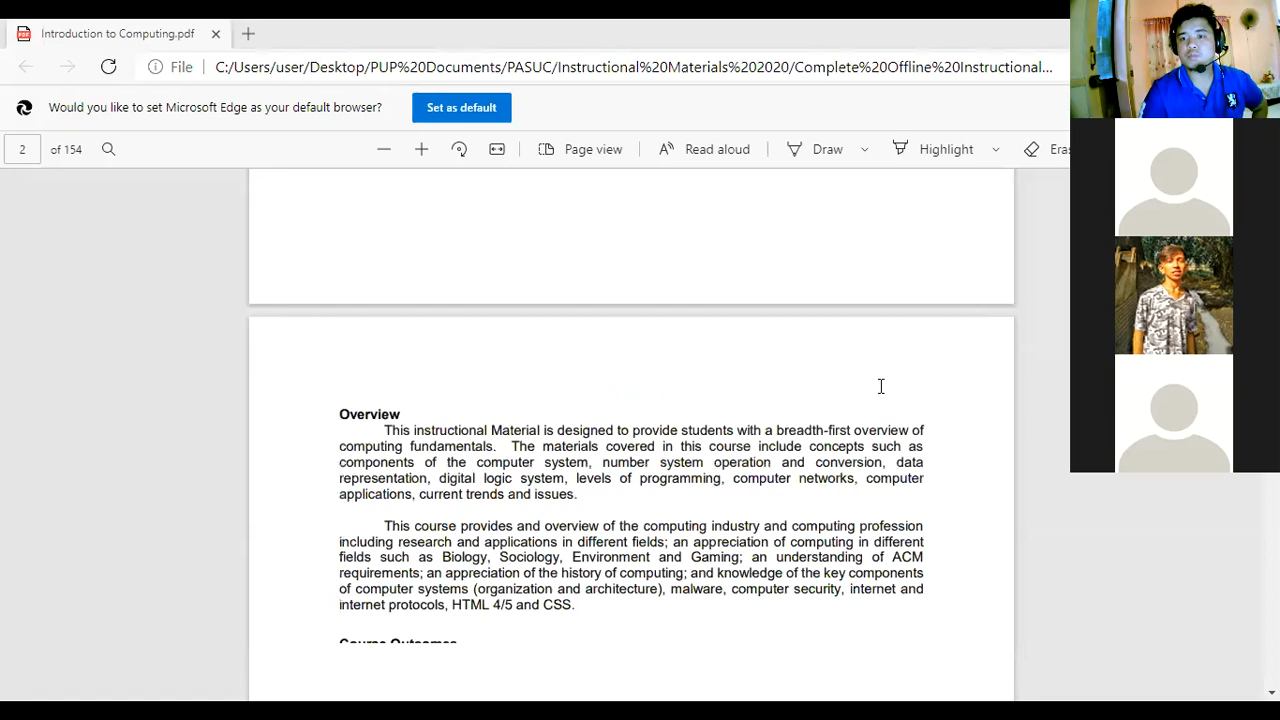 Introduction to Computing.pdf
File C:/Users/user/Desktop/PUP%20Documents/PASUC/Instructional%20Materials%202020/Complete%20Offline%20Instructional...
Would you like to set Microsoft Edge as your default browser? Set as default
2 of 154 Page view Read aloud Draw Highlight Eras
Overview
This instructional Material is designed to provide students with a breadth-first overview of
computing fundamentals. The materials covered in this course include concepts such as
components of the computer system, number system operation and conversion, data
representation, digital logic system, levels of programming, computer networks, computer
applications, current trends and issues.
This course provides and overview of the computing industry and computing profession
including research and applications in different fields; an appreciation of computing in different
fields such as Biology, Sociology, Environment and Gaming; an understanding of ACM
requirements; an appreciation of the history of computing; and knowledge of the key components
of computer systems (organization and architecture), malware, computer security, internet and
internet protocols, HTML 4/5 and CSS.
Course Outcomes